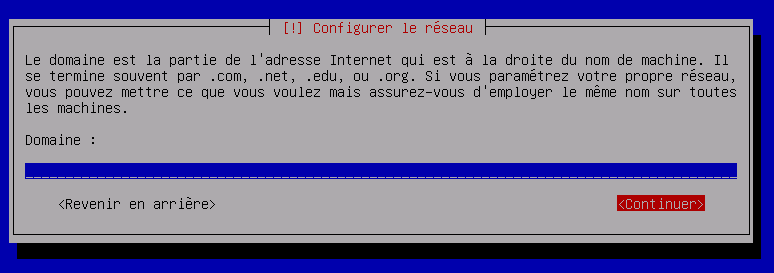 [!] Configurer le réseau
Le domaine est la partie de l'adresse Internet qui est à la droite du nom de machine. Il
se termine souvent par .com, .net, .edu, ou .org. Si vous paramétrez votre propre réseau,
vous pouvez mettre ce que vous voulez mais assurez-vous d'employer le même nom sur toutes
les machines.
Domaine :
<Revenir en arrière>
<Continuer>